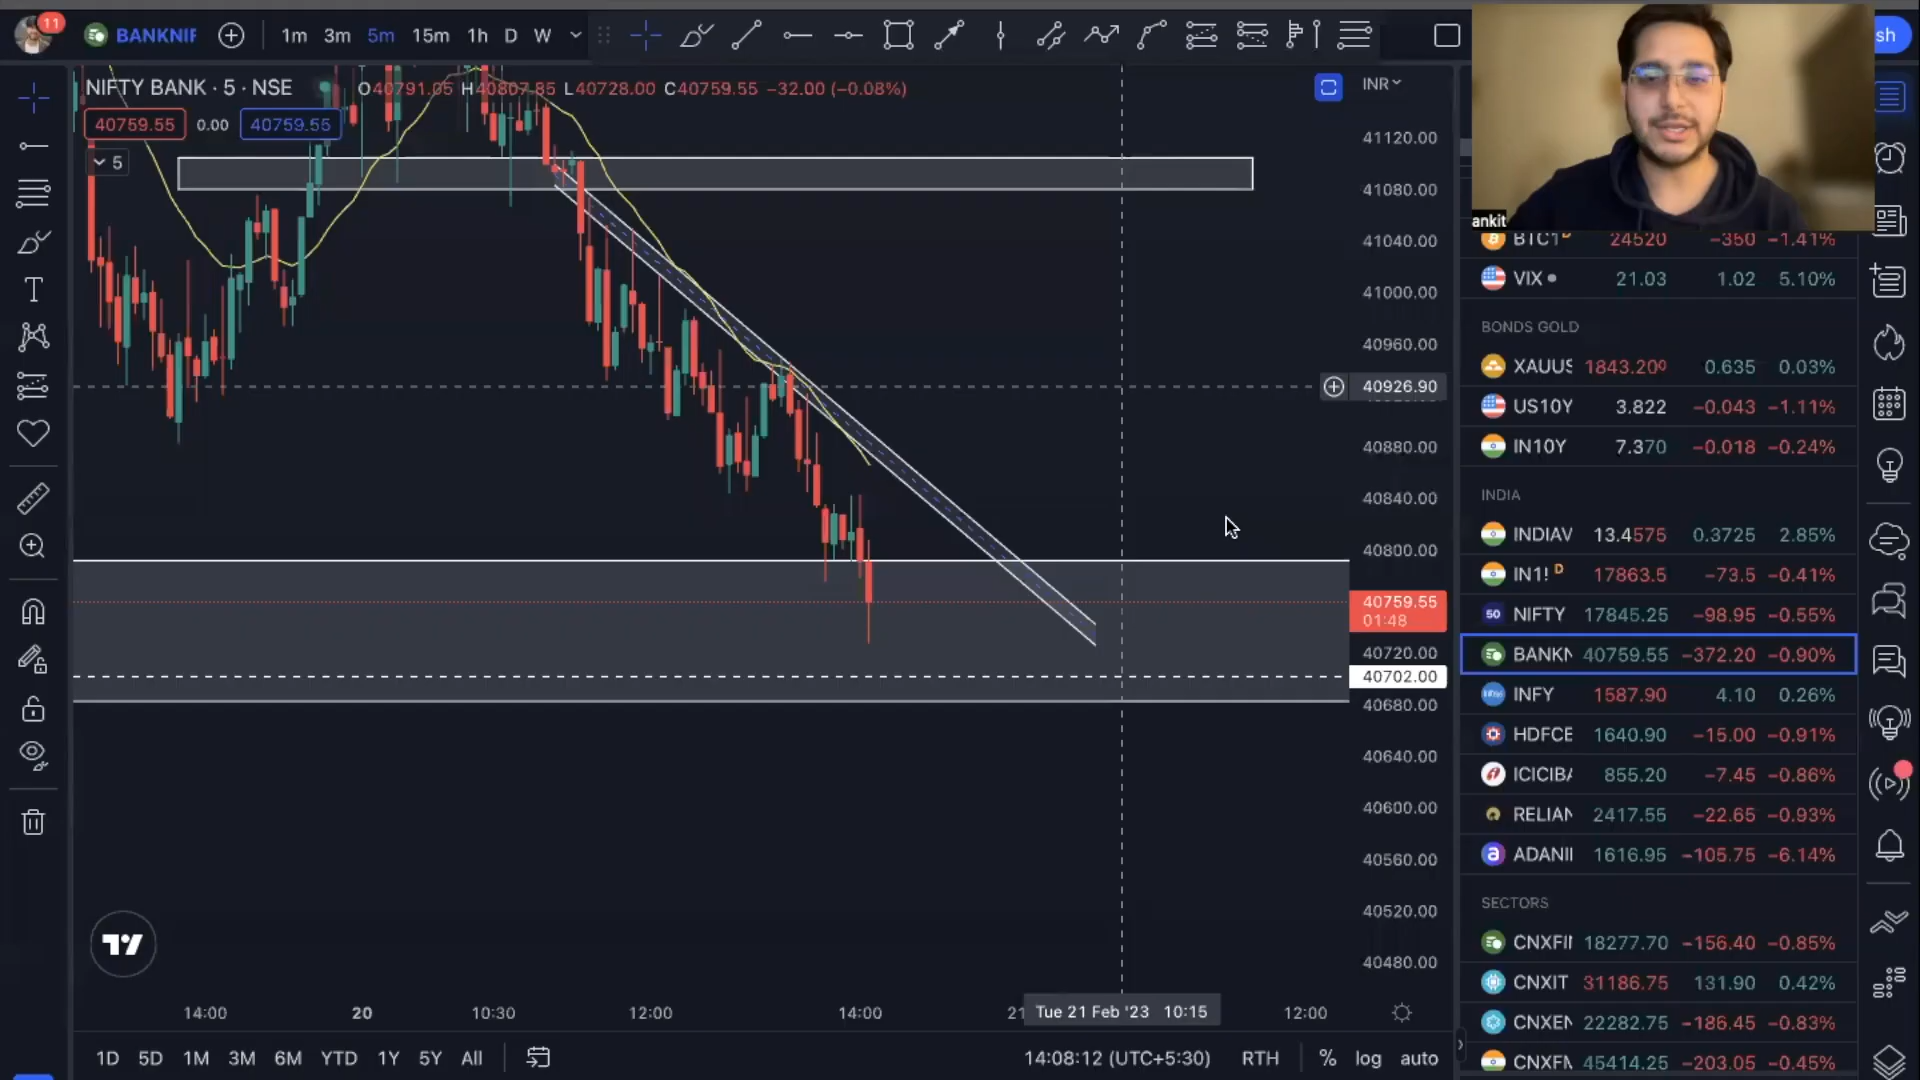 11
BANKNIF
1m 3m 5m 15m 1h D W
sh
NIFTY BANK · 5 · NSE
O40791.05 H40807.85 L40728.00 C40759.55 −32.00 (−0.08%)
INR
40759.55 0.00 40759.55
5
41120.00
41080.00
41040.00
41000.00
40960.00
40926.90
40880.00
40840.00
40800.00
40759.55
01:48
40720.00
40702.00
40680.00
40640.00
40600.00
40560.00
40520.00
40480.00
14:00 20 10:30 12:00 14:00 21 Tue 21 Feb '23 10:15 12:00
1D 5D 1M 3M 6M YTD 1Y 5Y All
14:08:12 (UTC+5:30) RTH % log auto
ankit
BTC1 D 24520 −350 −1.41%
VIX 21.03 1.02 5.10%
BONDS GOLD
XAUUS 1843.200 0.635 0.03%
US10Y 3.822 −0.043 −1.11%
IN10Y 7.370 −0.018 −0.24%
INDIA
INDIAV 13.4575 0.3725 2.85%
IN1! D 17863.5 −73.5 −0.41%
50 NIFTY 17845.25 −98.95 −0.55%
BANKN 40759.55 −372.20 −0.90%
INFY 1587.90 4.10 0.26%
HDFCB 1640.90 −15.00 −0.91%
ICICIBA 855.20 −7.45 −0.86%
RELIAN 2417.55 −22.65 −0.93%
a ADANII 1616.95 −105.75 −6.14%
SECTORS
CNXFIN 18277.70 −156.40 −0.85%
CNXIT 31186.75 131.90 0.42%
CNXEN 22282.75 −186.45 −0.83%
CNXFM 45414.25 −203.05 −0.45%